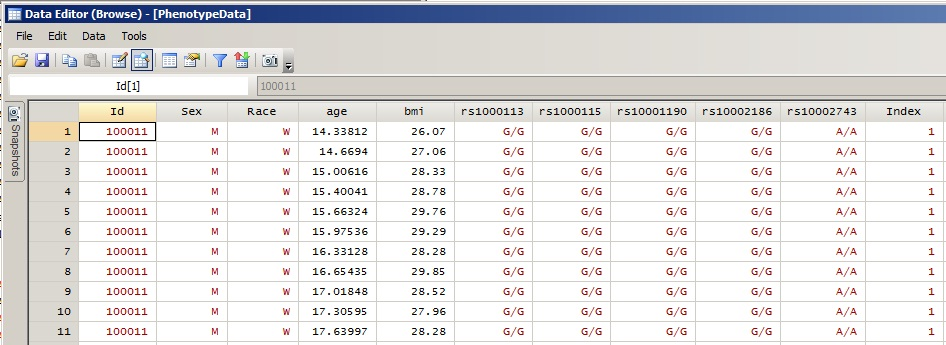 Data Editor (Browse) - [PhenotypeData]
File Edit Data Tools
Id[1] 100011
Snapshots
Id Sex Race age bmi rs1000113 rs1000115 rs10001190 rs10002186 rs10002743 Index
1 100011 M W 14.33812 26.07 G/G G/G G/G G/G A/A 1
2 100011 M W 14.6694 27.06 G/G G/G G/G G/G A/A 1
3 100011 M W 15.00616 28.33 G/G G/G G/G G/G A/A 1
4 100011 M W 15.40041 28.78 G/G G/G G/G G/G A/A 1
5 100011 M W 15.66324 29.76 G/G G/G G/G G/G A/A 1
6 100011 M W 15.97536 29.29 G/G G/G G/G G/G A/A 1
7 100011 M W 16.33128 28.28 G/G G/G G/G G/G A/A 1
8 100011 M W 16.65435 29.85 G/G G/G G/G G/G A/A 1
9 100011 M W 17.01848 28.52 G/G G/G G/G G/G A/A 1
10 100011 M W 17.30595 27.96 G/G G/G G/G G/G A/A 1
11 100011 M W 17.63997 28.28 G/G G/G G/G G/G A/A 1